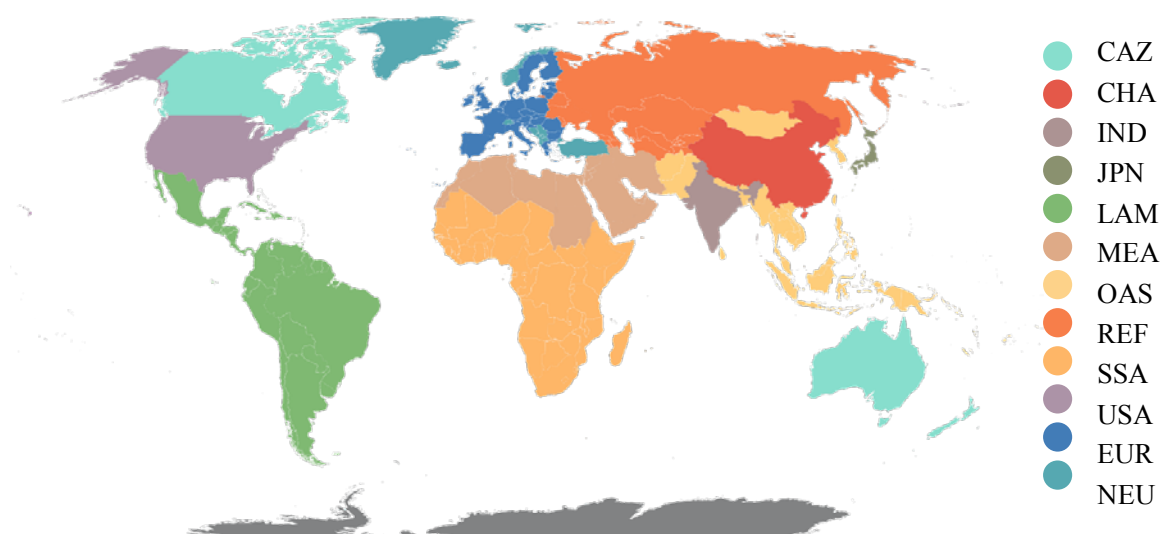 CAZ
CHA
IND
JPN
LAM
MEA
OAS
REF
SSA
USA
EUR
NEU